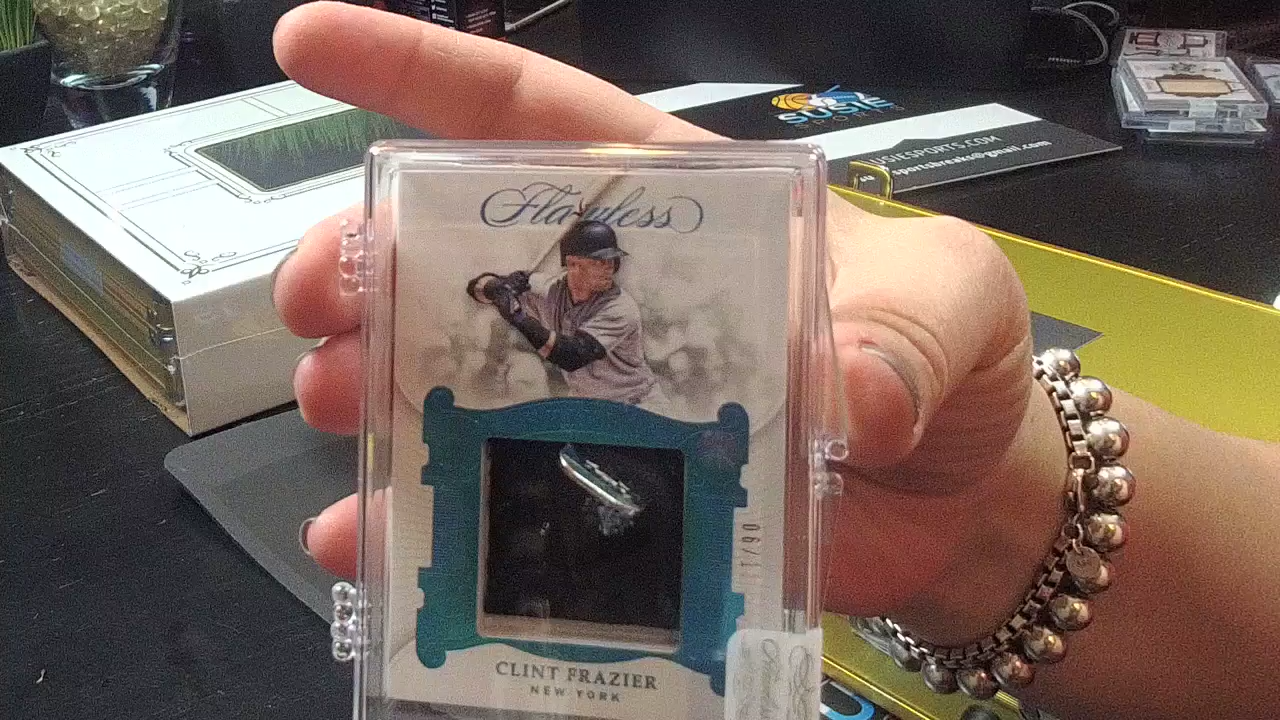 SUSIE
SPORTS
USIESPORTS.COM
sportsbreaks@gmail.com
Flawless
CLINT FRAZIER
NEW YORK